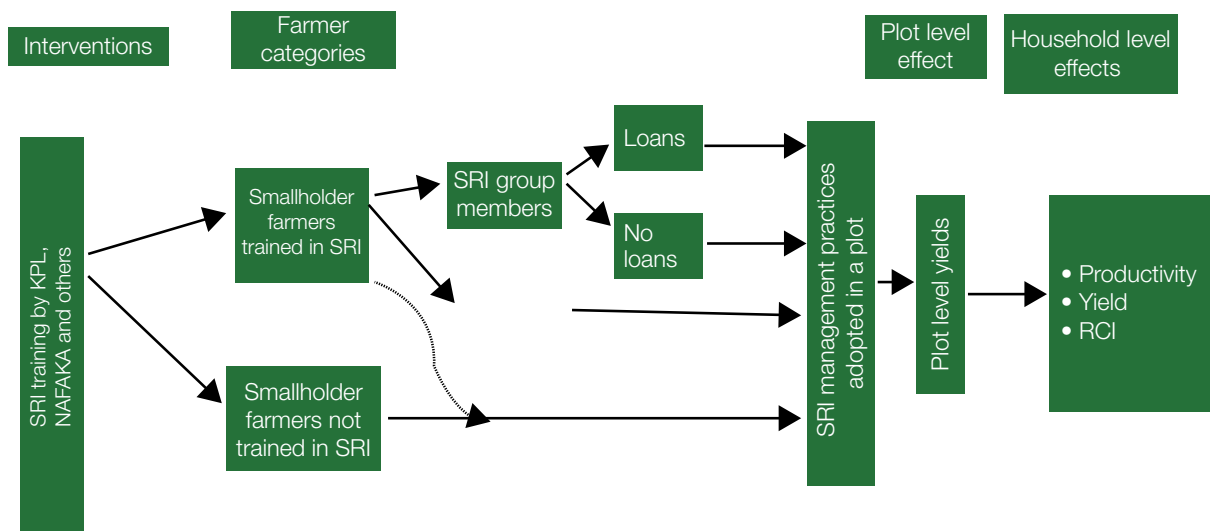 Interventions
Farmer
categories
Plot level
effect
Household level
effects
SRI training by KPL,
NAFAKA and others
Smallholder
farmers
trained in SRI
Smallholder
farmers not
trained in SRI
SRI group
members
Loans
No
loans
SRI management practices
adopted in a plot
Plot level yields
• Productivity
• Yield
• RCI